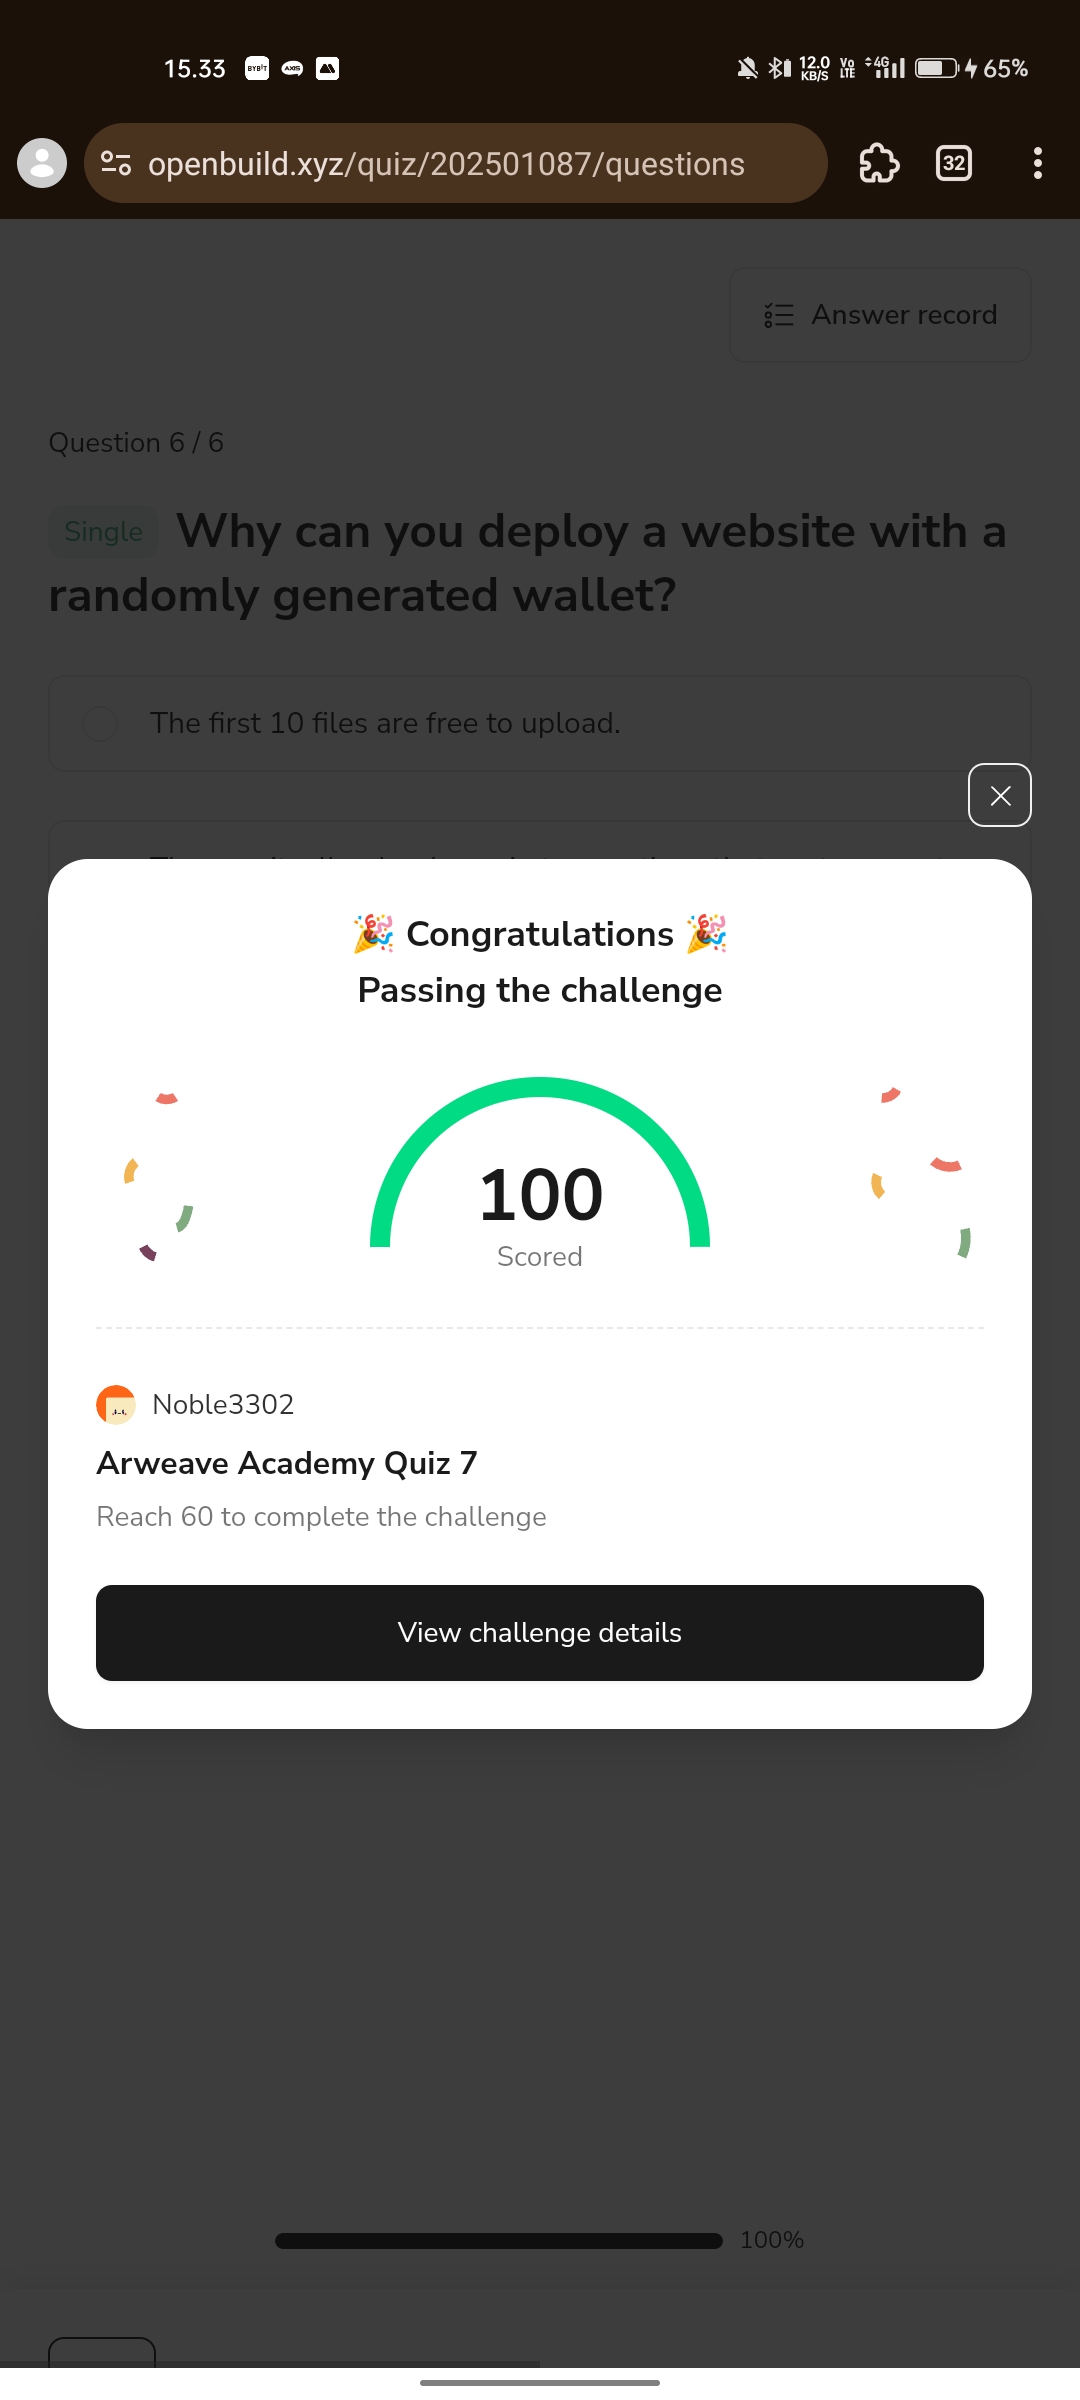 15.33 BYBIT AXIS 12.0 KB/S Vo LTE 4G 65%
openbuild.xyz/quiz/202501087/questions 32
Answer record
Question 6 / 6
Single Why can you deploy a website with a
randomly generated wallet?
The first 10 files are free to upload.
🎉 Congratulations 🎉
Passing the challenge
100
Scored
Noble3302
Arweave Academy Quiz 7
Reach 60 to complete the challenge
View challenge details
100%